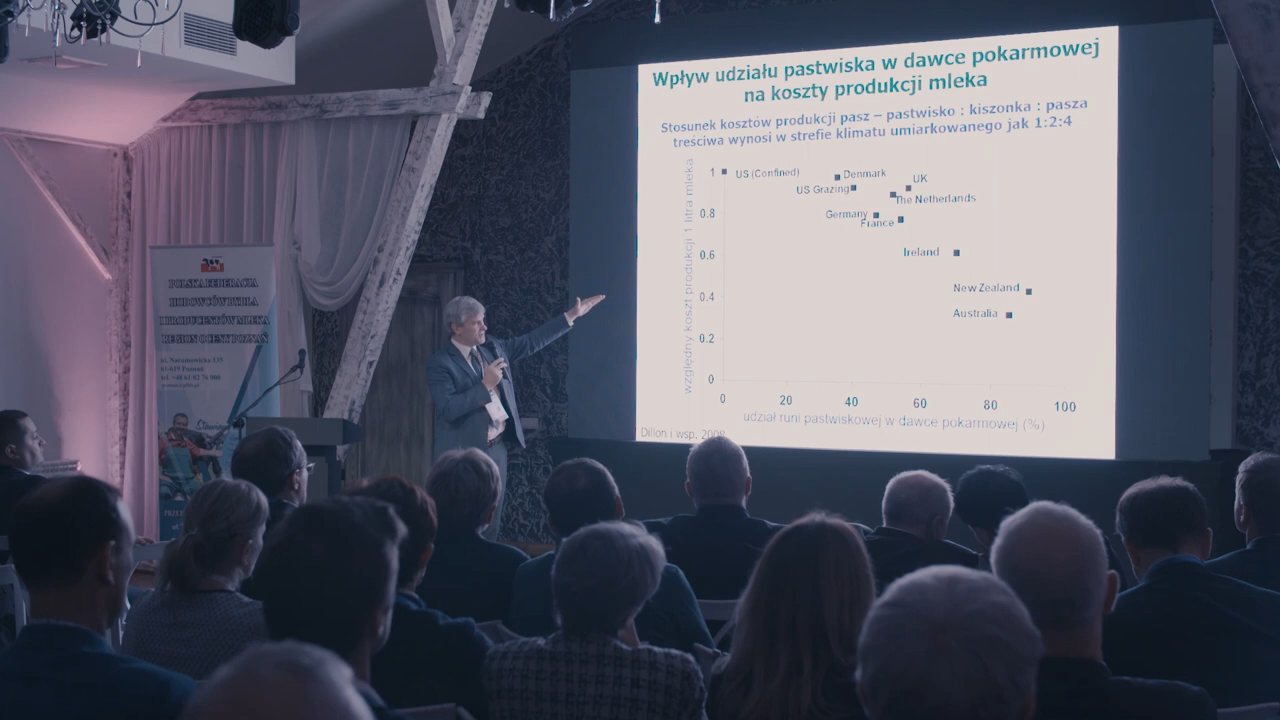 Wpływ udziału pastwiska w dawce pokarmowej
na koszty produkcji mleka
Stosunek kosztów produkcji pasz – pastwisko : kiszonka : pasza
treściwa wynosi w strefie klimatu umiarkowanego jak 1:2:4
względny koszt produkcji 1 litra mleka
1
US (Confined)
Denmark
UK
US Grazing
The Netherlands
0.8
Germany
France
0.6
Ireland
0.4
New Zealand
Australia
0.2
0
0 20 40 60 80 100
udział runi pastwiskowej w dawce pokarmowej (%)
Dillon i wsp. 2008
POLSKA FEDERACJA
HODOWCÓW BYDŁA
I PRODUCENTÓW MLEKA
REGION OCENY POZNAŃ